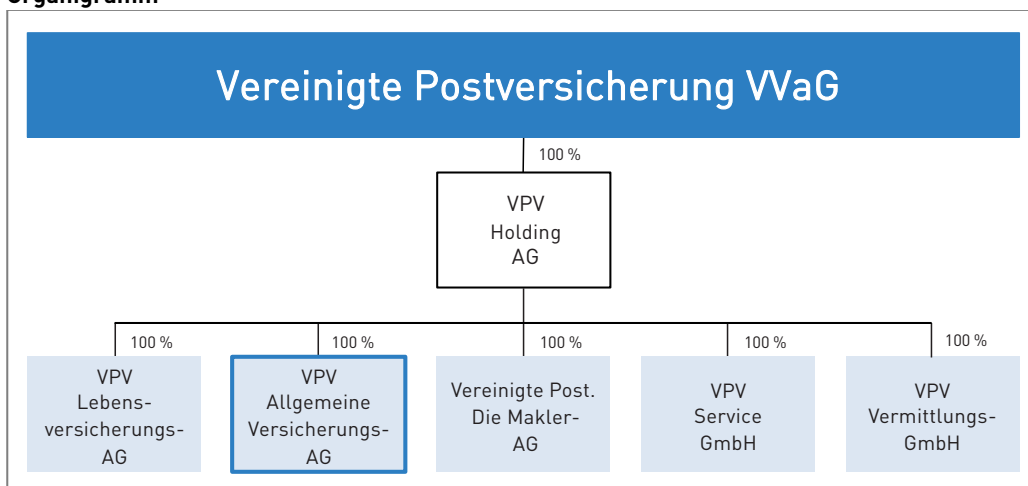 Organigramm
Vereinigte Postversicherung VVaG
100 %
VPV
Holding
AG
100 %
100 %
100 %
100 %
100 %
VPV
Lebens-
versicherungs-
AG
VPV
Allgemeine
Versicherungs-
AG
Vereinigte Post.
Die Makler-
AG
VPV
Service
GmbH
VPV
Vermittlungs-
GmbH